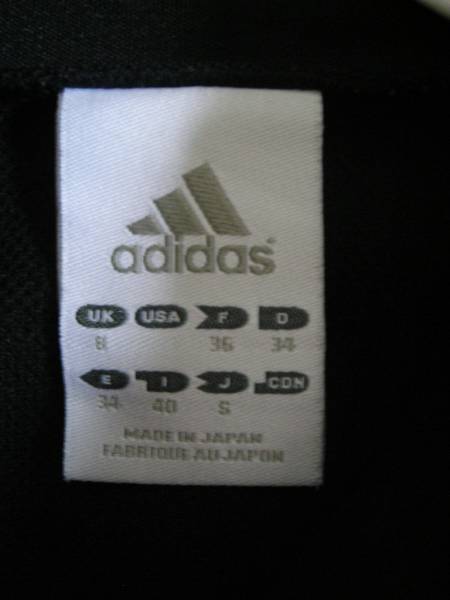 adidas
UK USA F D
8 36 34
E I J CDN
34 40 S
MADE IN JAPAN
FABRIQUE AU JAPON